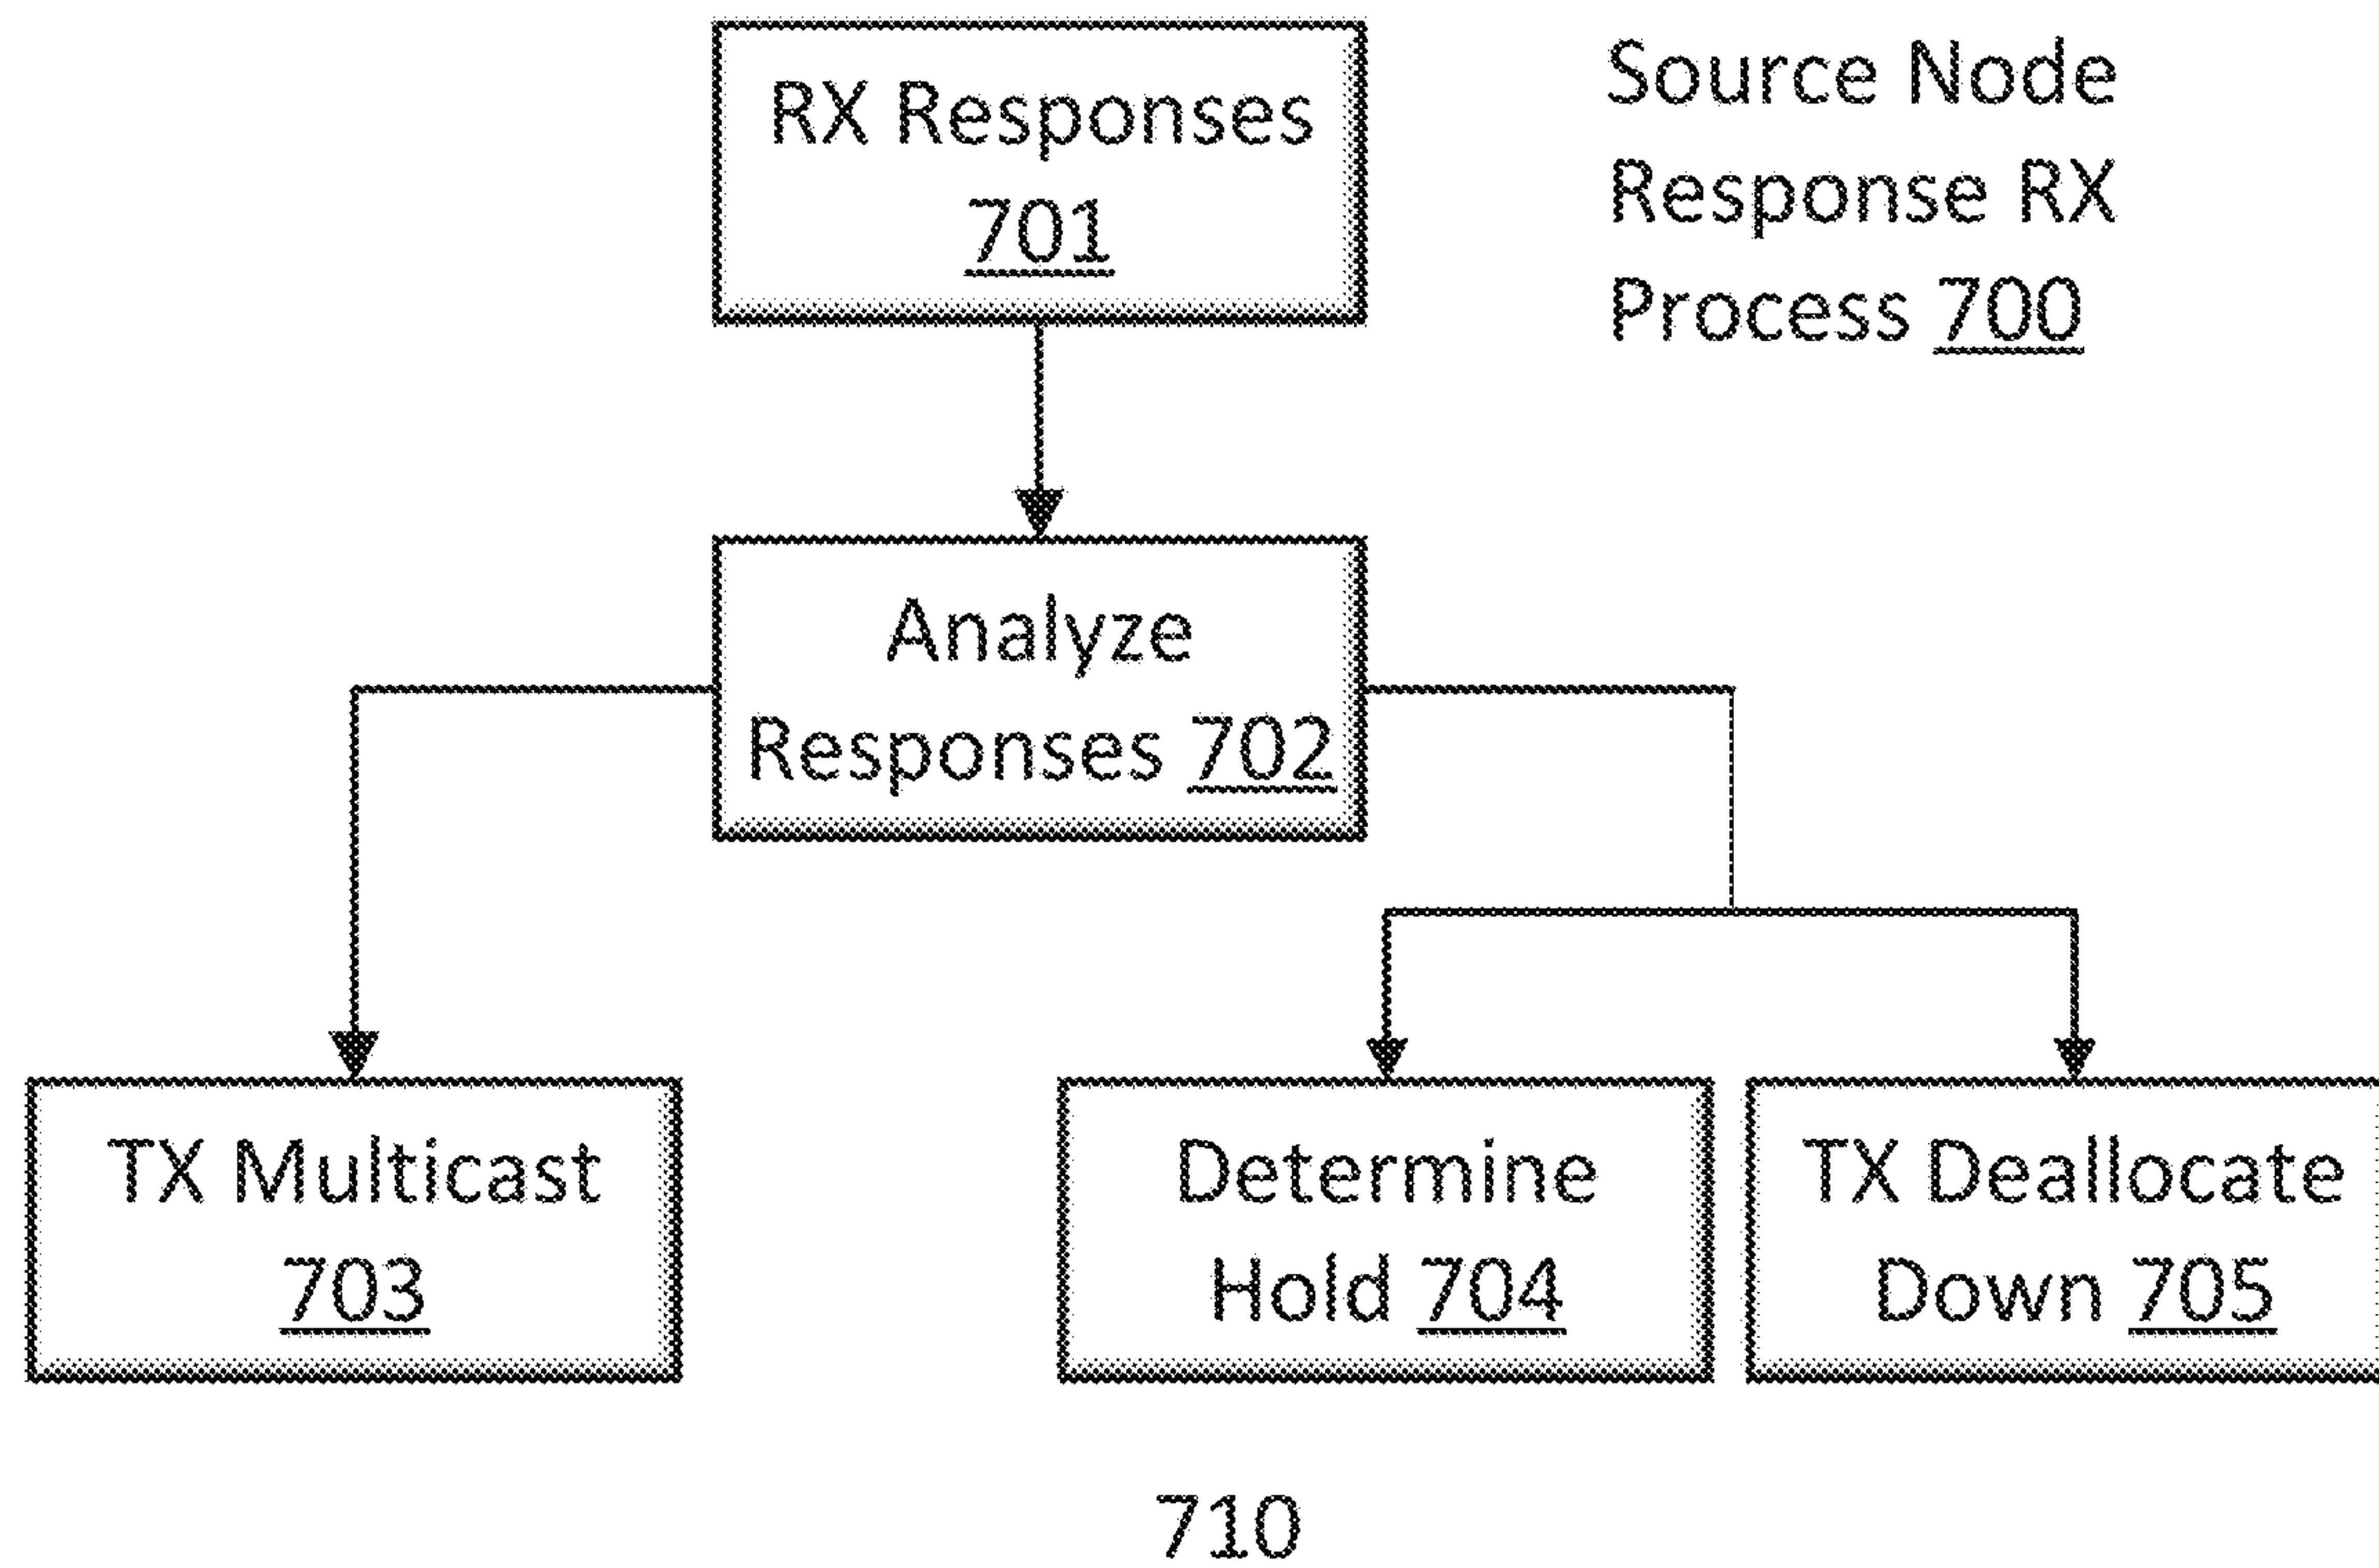 RX Responses
701
Source Node
Response RX
Process 700
Analyze
Responses 702
TX Multicast
703
Determine
Hold 704
TX Deallocate
Down 705
710